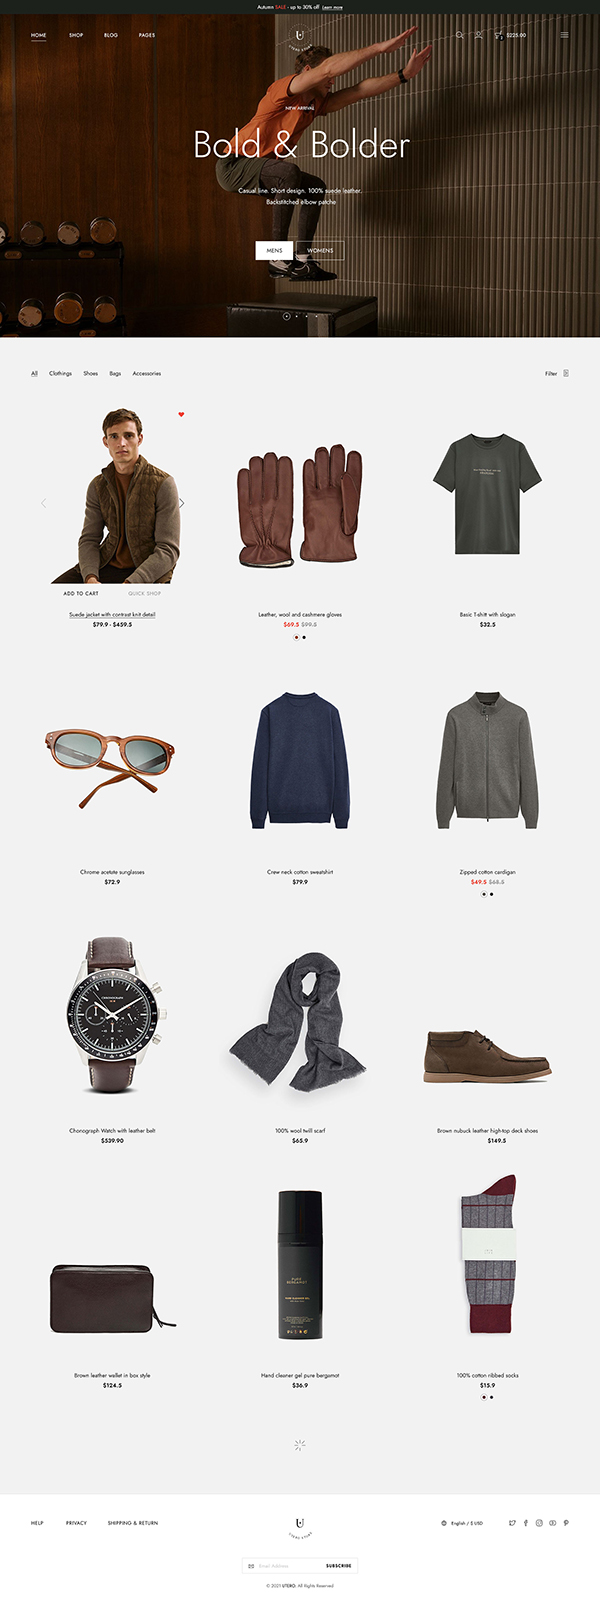 Autumn SALE - up to 30% off Learn more
HOME SHOP BLOG PAGES
$225.00
NEW ARRIVAL
Bold & Bolder
Casual line. Short design. 100% suede leather.
Backstitched elbow patche
MENS WOMENS
All Clothings Shoes Bags Accessories
Filter
ADD TO CART QUICK SHOP
Suede jacket with contrast knit detail
$79.9 - $459.5
Leather, wool and cashmere gloves
$69.5 $99.5
Basic T-shitt with slogan
$32.5
Chrome acetate sunglasses
$72.9
Crew neck cotton sweatshirt
$79.9
Zipped cotton cardigan
$49.5 $68.5
CHRONOGRAPH
Chonograph Watch with leather belt
$539.90
100% wool twill scarf
$65.9
Brown nubuck leather high-top deck shoes
$149.5
PURE
BERGAMOT
Brown leather wallet in box style
$124.5
Hand cleaner gel pure bergamot
$36.9
100% cotton ribbed socks
$15.9
HELP PRIVACY SHIPPING & RETURN
English / $ USD
Email Address SUBSCRIBE
© 2021 UTERO. All Rights Reserved